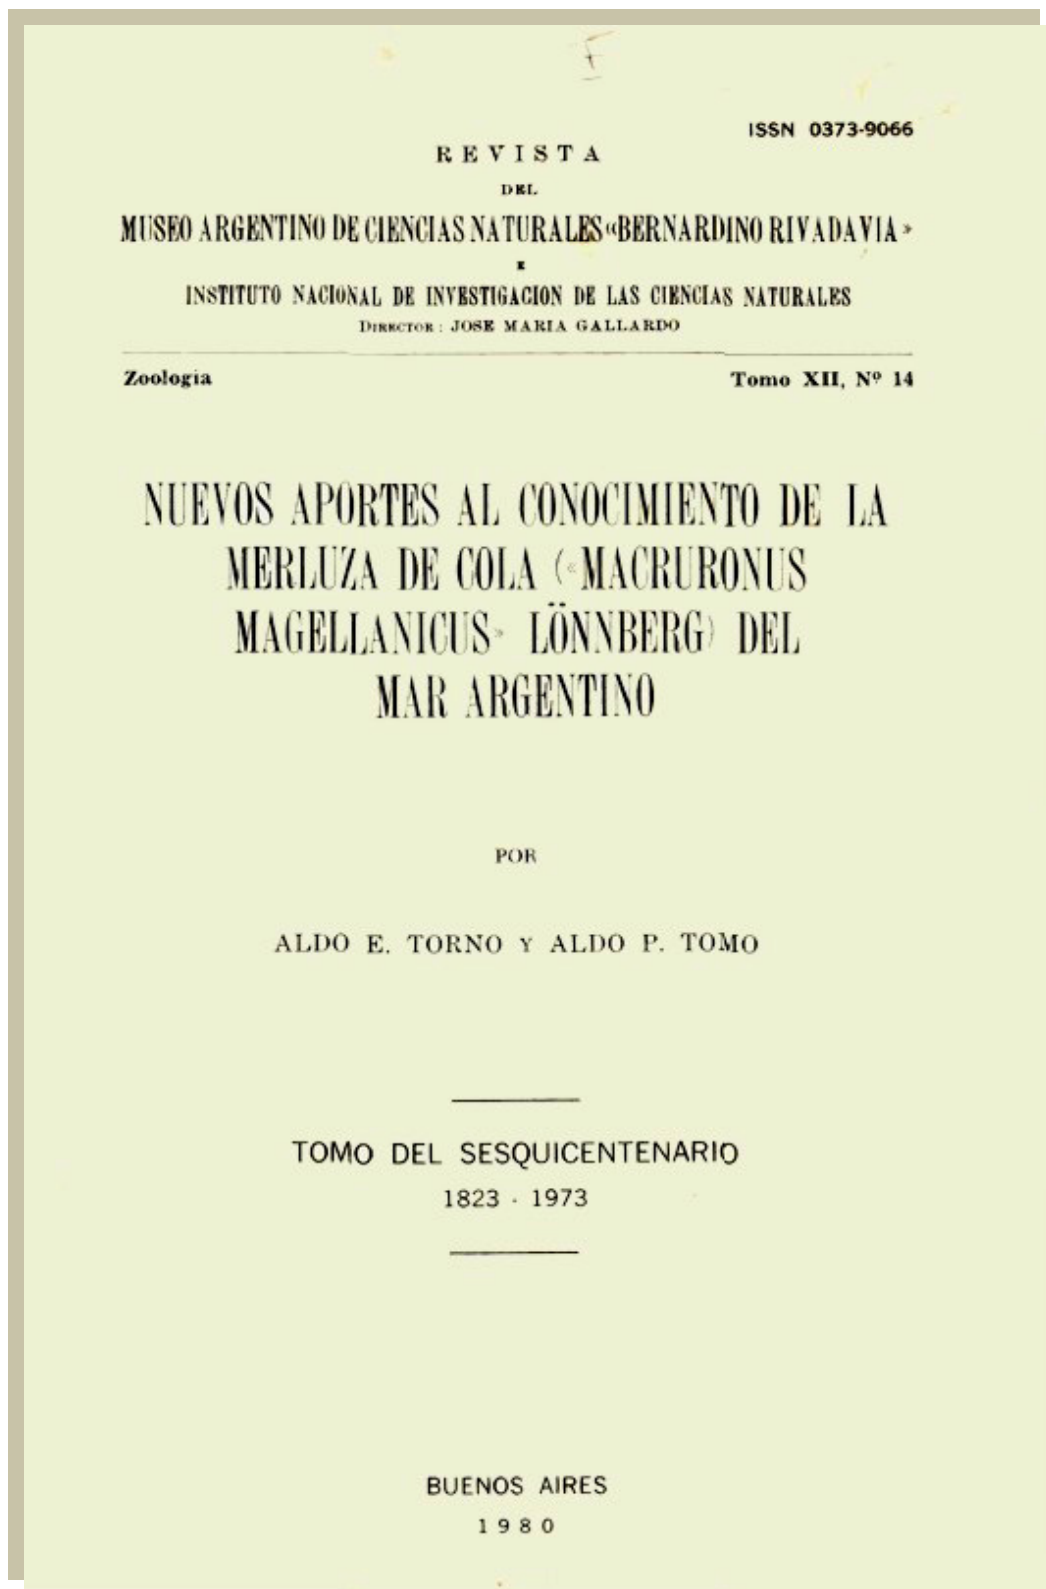 ISSN 0373-9066
REVISTA
DEL
MUSEO ARGENTINO DE CIENCIAS NATURALES «BERNARDINO RIVADAVIA»
E
INSTITUTO NACIONAL DE INVESTIGACION DE LAS CIENCIAS NATURALES
DIRECTOR: JOSE MARIA GALLARDO
Zoologia Tomo XII, Nº 14
NUEVOS APORTES AL CONOCIMIENTO DE LA
MERLUZA DE COLA («MACRURONUS
MAGELLANICUS» LÖNNBERG) DEL
MAR ARGENTINO
POR
ALDO E. TORNO Y ALDO P. TOMO
TOMO DEL SESQUICENTENARIO
1823 - 1973
BUENOS AIRES
1980